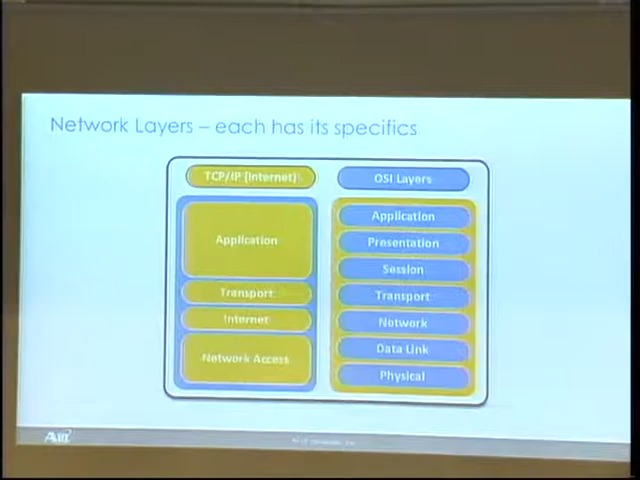 Network Layers – each has its specifics
TCP/IP (Internet)
OSI Layers
Application
Transport
Internet
Network Access
Application
Presentation
Session
Transport
Network
Data Link
Physical